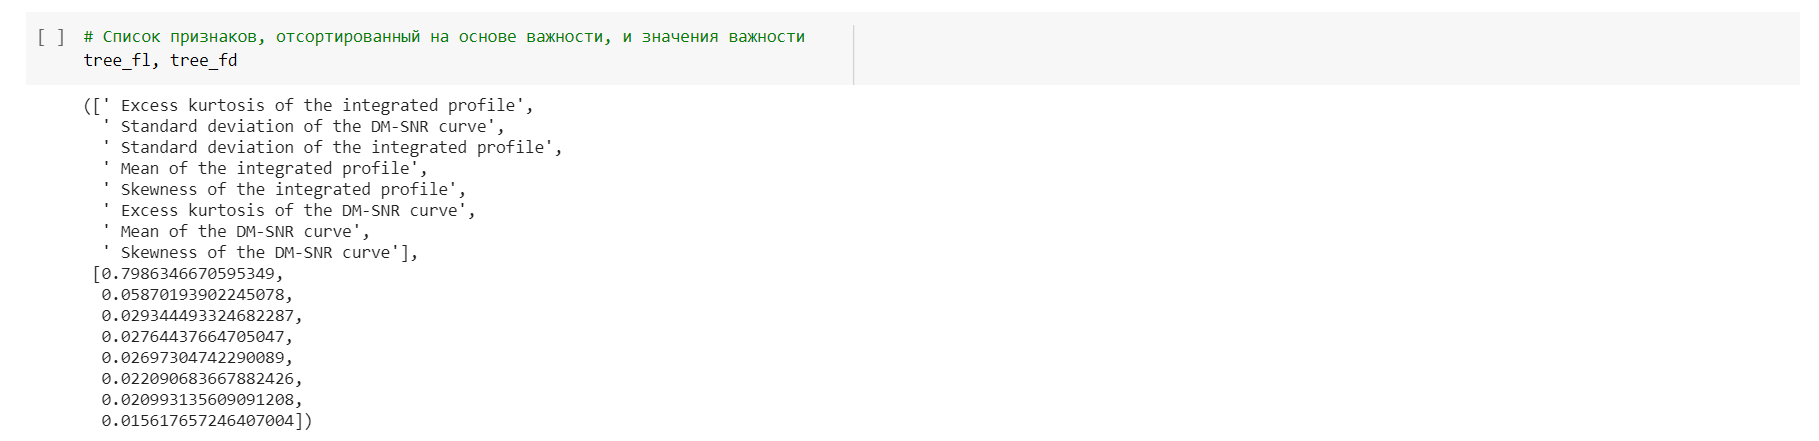 [ ] # Список признаков, отсортированный на основе важности, и значения важности
tree_fl, tree_fd
([' Excess kurtosis of the integrated profile',
' Standard deviation of the DM-SNR curve',
' Standard deviation of the integrated profile',
' Mean of the integrated profile',
' Skewness of the integrated profile',
' Excess kurtosis of the DM-SNR curve',
' Mean of the DM-SNR curve',
' Skewness of the DM-SNR curve'],
[0.7986346670595349,
0.05870193902245078,
0.029344493324682287,
0.02764437664705047,
0.02697304742290089,
0.022090683667882426,
0.020993135609091208,
0.015617657246407004])